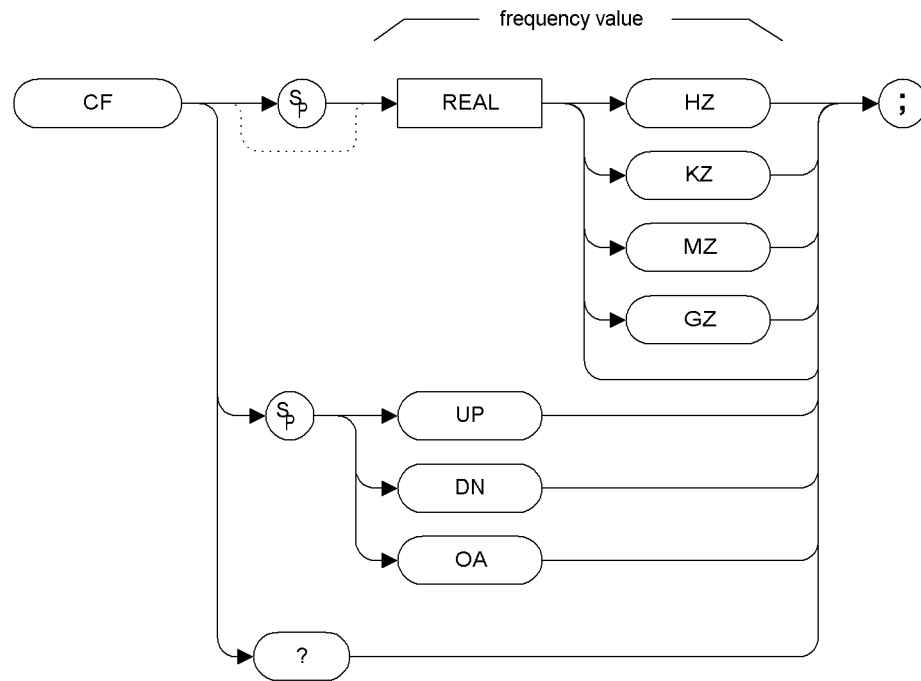 frequency value
CF
SP
REAL
HZ
;
KZ
MZ
GZ
SP
UP
DN
OA
?